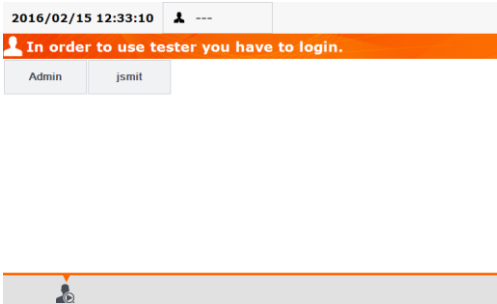 2016/02/15 12:33:10 ---
In order to use tester you have to login.
Admin jsmit